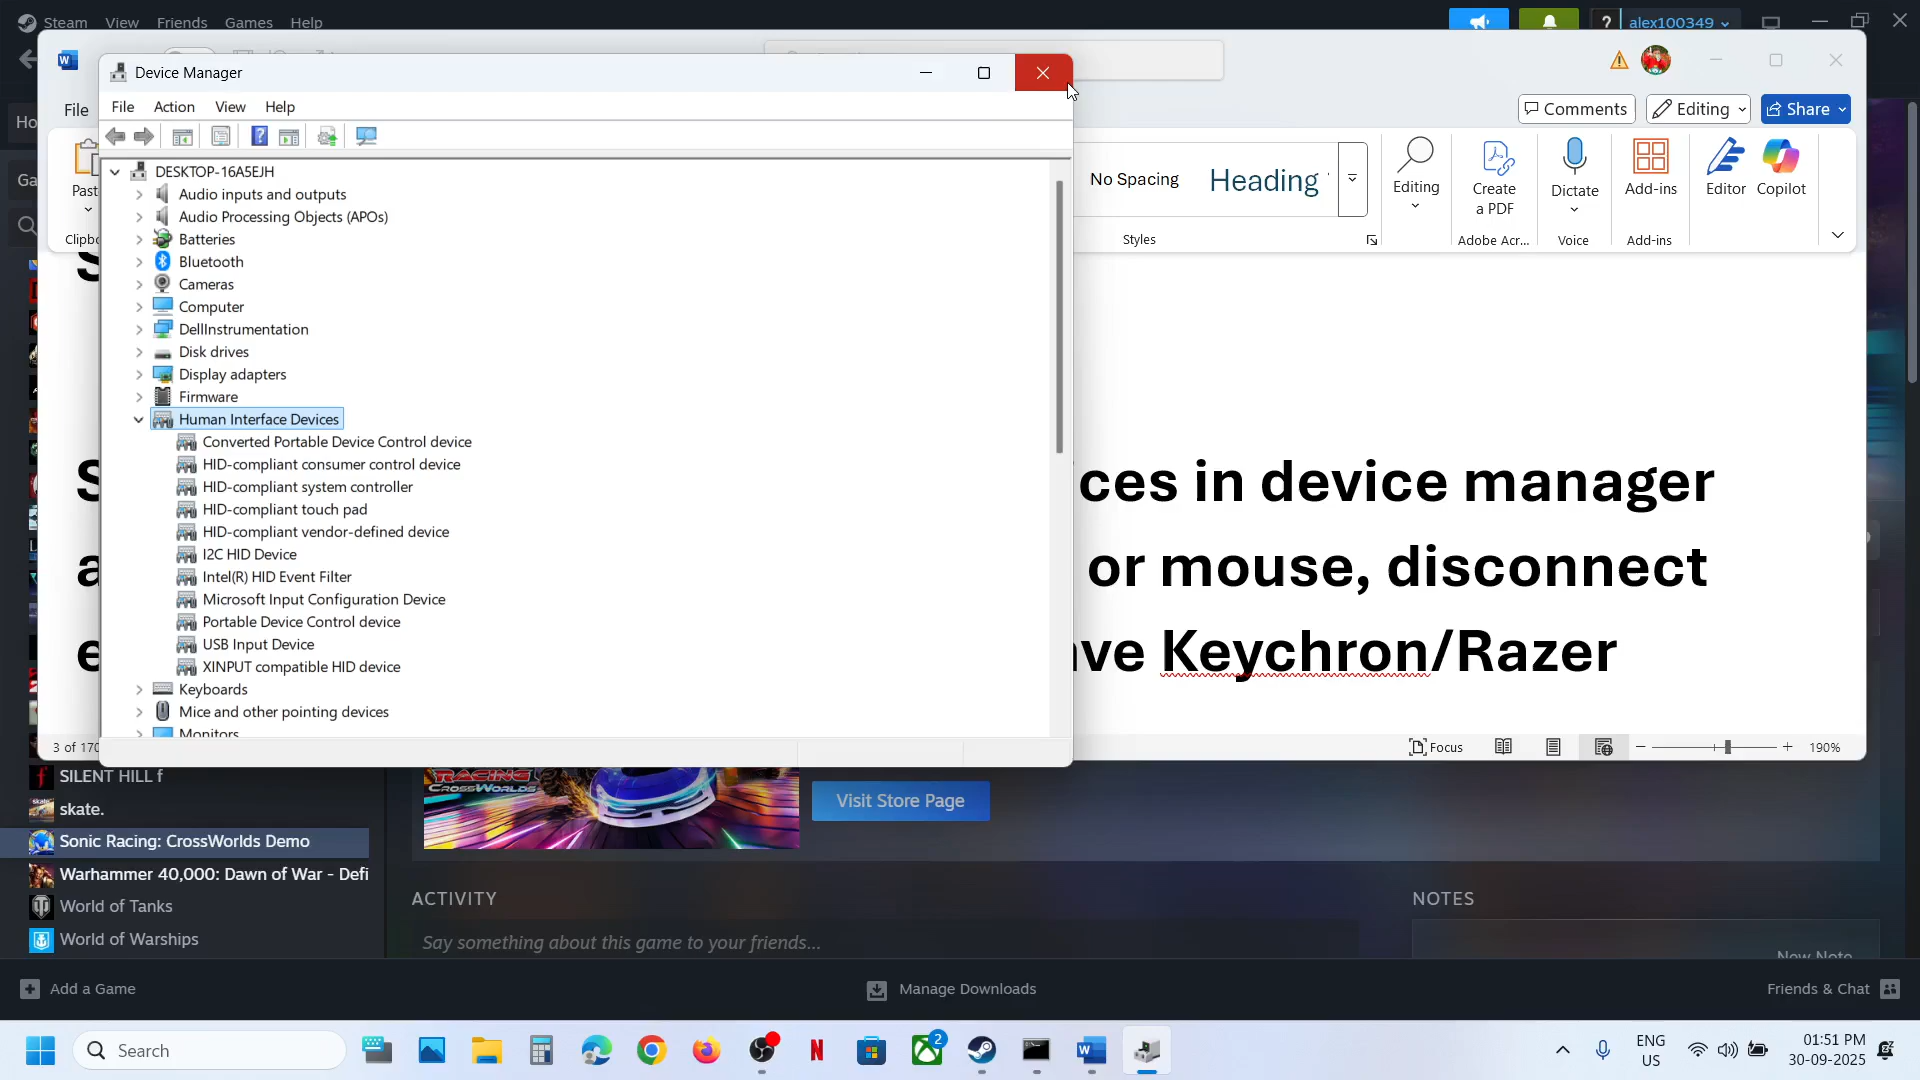 Steam View Friends Games Help
alex100349
Device Manager
File Action View Help
File
Comments Editing Share
DESKTOP-16A5EJH
Audio inputs and outputs
Audio Processing Objects (APOs)
Batteries
Bluetooth
Cameras
Computer
DellInstrumentation
Disk drives
Display adapters
Firmware
Human Interface Devices
Converted Portable Device Control device
HID-compliant consumer control device
HID-compliant system controller
HID-compliant touch pad
HID-compliant vendor-defined device
I2C HID Device
Intel(R) HID Event Filter
Microsoft Input Configuration Device
Portable Device Control device
USB Input Device
XINPUT compatible HID device
Keyboards
Mice and other pointing devices
Monitors
No Spacing Heading
Styles
Editing
Create
a PDF
Adobe Acr...
Dictate
Voice
Add-ins
Add-ins
Editor
Copilot
ces in device manager
or mouse, disconnect
ve Keychron/Razer
3 of 170
Focus
190%
SILENT HILL f
skate.
Sonic Racing: CrossWorlds Demo
Warhammer 40,000: Dawn of War - Defi
World of Tanks
World of Warships
RACING
CROSSWORLDS
Visit Store Page
ACTIVITY
Say something about this game to your friends...
NOTES
New Note
Add a Game
Manage Downloads
Friends & Chat
Search
2
ENG
US
01:51 PM
30-09-2025